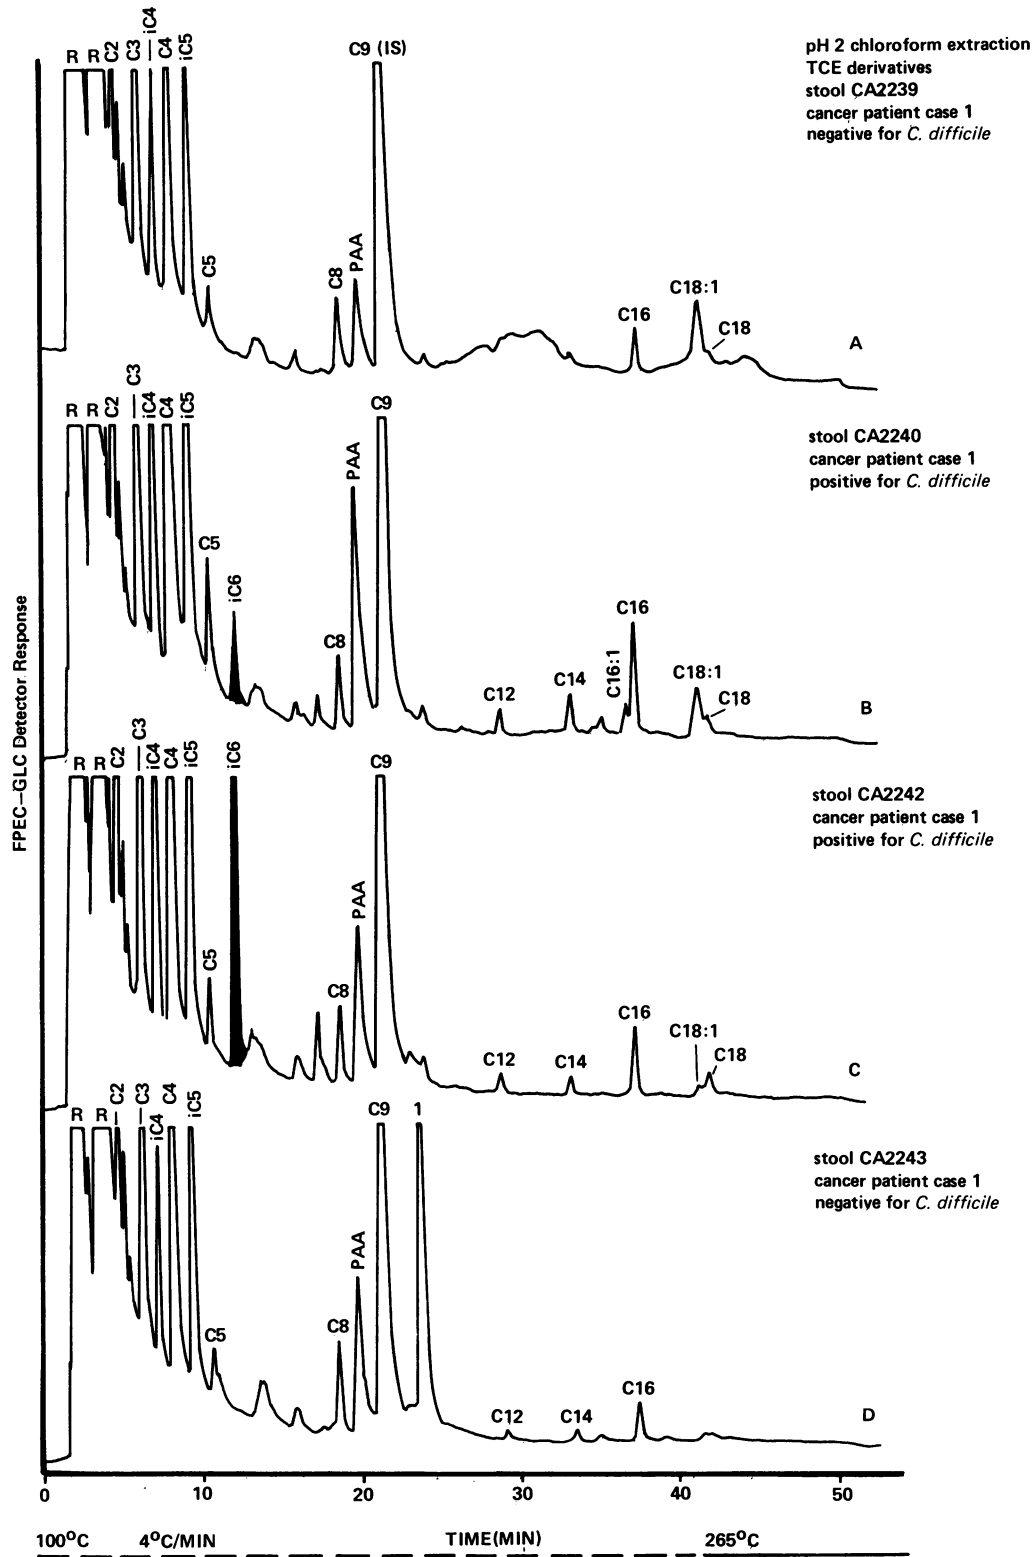 R R C2 C3 iC4 C4 iC5 C9 (IS)
pH 2 chloroform extraction
TCE derivatives
stool CA2239
cancer patient case 1
negative for C. difficile
C5 C8 PAA C16 C18:1 C18
A
R R C2 C3 iC4 C4 iC5 C9
stool CA2240
cancer patient case 1
positive for C. difficile
C5 iC6 C8 PAA C12 C14 C16:1 C16 C18:1 C18
B
FPEC-GLC Detector Response
R R C2 C3 iC4 C4 iC5 iC6 C9
stool CA2242
cancer patient case 1
positive for C. difficile
C5 C8 PAA C12 C14 C16 C18:1 C18
C
R R C2 C3 iC4 C4 iC5 C9 1
stool CA2243
cancer patient case 1
negative for C. difficile
C5 C8 PAA C12 C14 C16
D
0 10 20 30 40 50
100°C 4°C/MIN TIME(MIN) 265°C